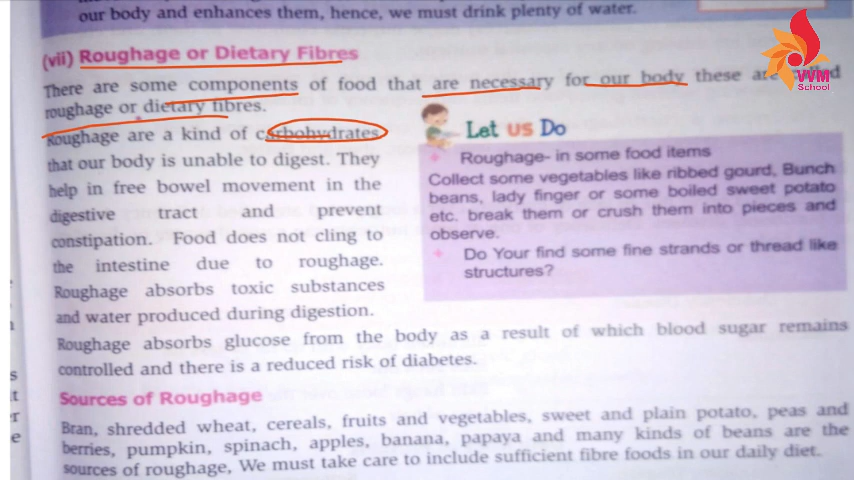 our body and enhances them, hence, we must drink plenty of water.
VVM
School
(vii) Roughage or Dietary Fibres
There are some components of food that are necessary for our body these are
roughage or dietary fibres.
Roughage are a kind of carbohydrates
that our body is unable to digest. They
help in free bowel movement in the
digestive tract and prevent
constipation. Food does not cling to
the intestine due to roughage.
Roughage absorbs toxic substances
and water produced during digestion.
Let us Do
Roughage- in some food items
Collect some vegetables like ribbed gourd, Bunch
beans, lady finger or some boiled sweet potato
etc. break them or crush them into pieces and
observe.
Do Your find some fine strands or thread like
structures?
Roughage absorbs glucose from the body as a result of which blood sugar remains
controlled and there is a reduced risk of diabetes.
Sources of Roughage
Bran, shredded wheat, cereals, fruits and vegetables, sweet and plain potato, peas and
berries, pumpkin, spinach, apples, banana, papaya and many kinds of beans are the
sources of roughage, We must take care to include sufficient fibre foods in our daily diet.
s
t
r
e